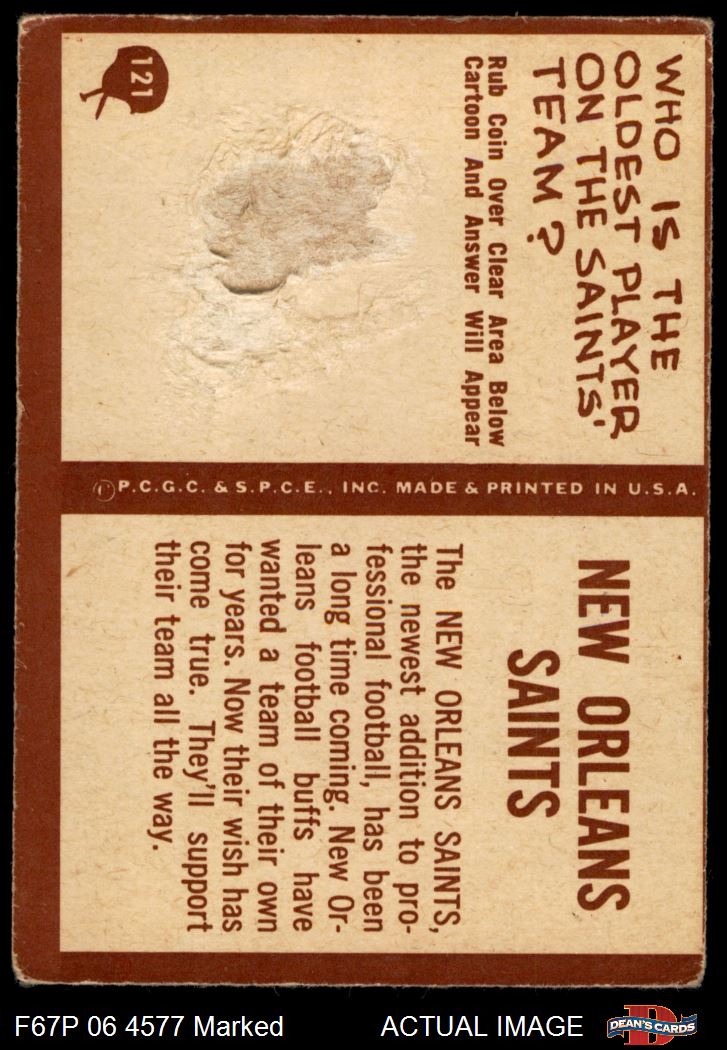 121
WHO IS THE
OLDEST PLAYER
ON THE SAINTS'
TEAM?
Rub Coin Over Clear Area Below
Cartoon And Answer Will Appear
©P.C.G.C. & S.P.C.E., INC. MADE & PRINTED IN U.S.A.
NEW ORLEANS
SAINTS
The NEW ORLEANS SAINTS,
the newest addition to pro-
fessional football, has been
a long time coming. New Or-
leans football buffs have
wanted a team of their own
for years. Now their wish has
come true. They'll support
their team all the way.
F67P 06 4577 Marked
ACTUAL IMAGE
D
DEAN'S CARDS